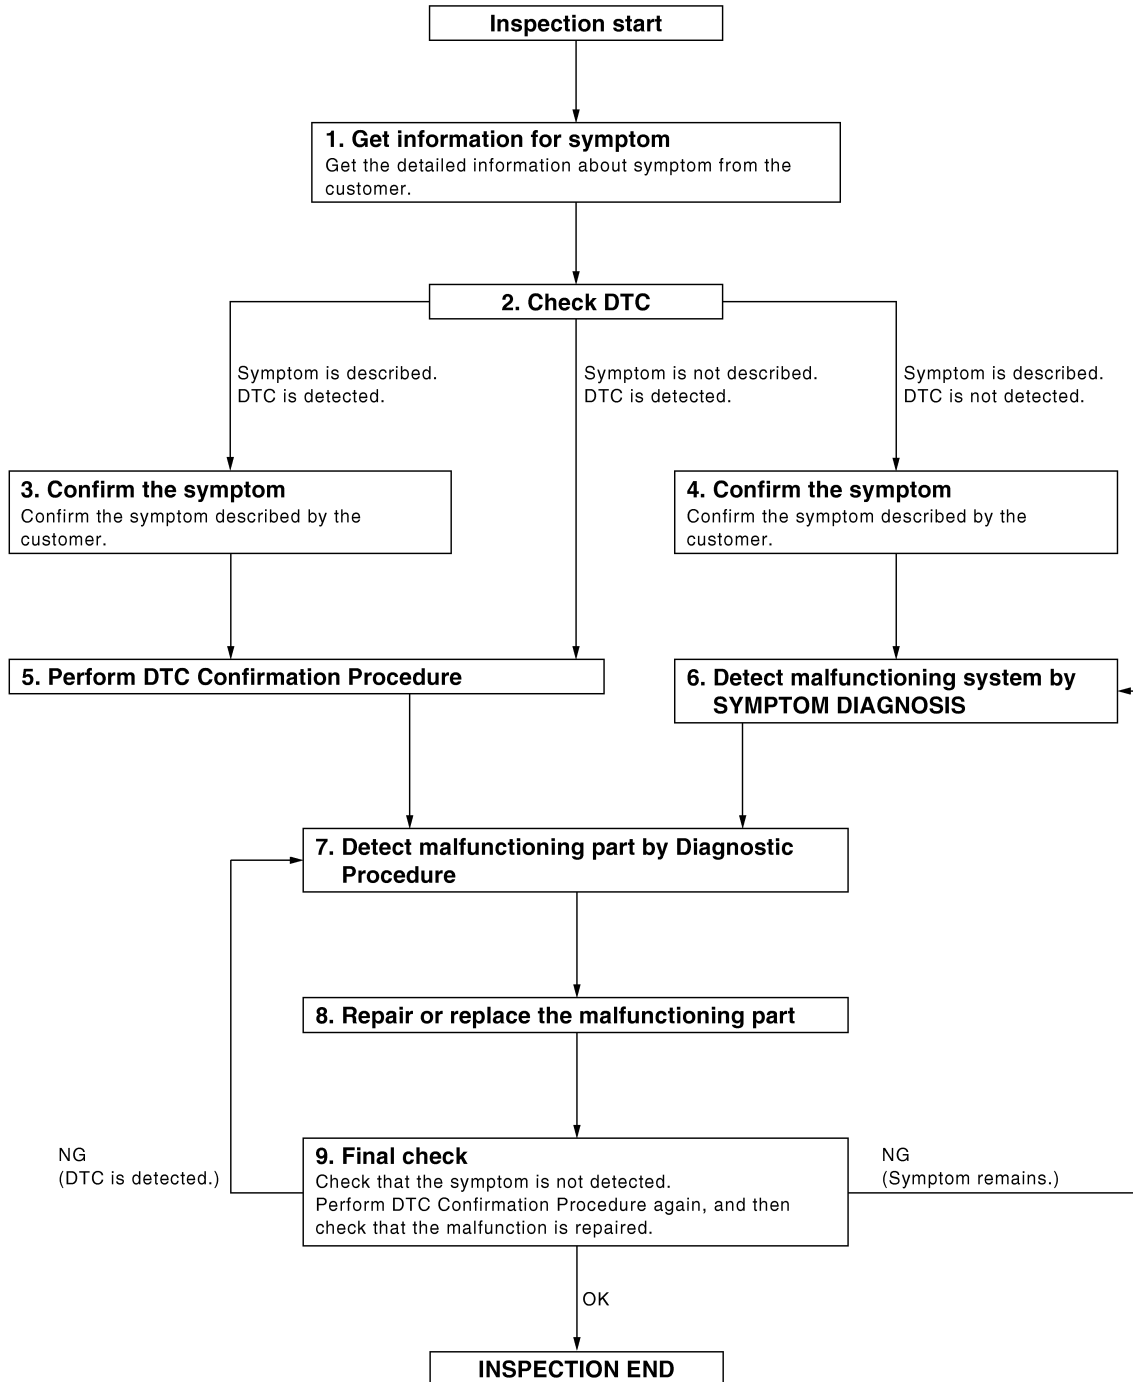 Inspection start
1. Get information for symptom
Get the detailed information about symptom from the
customer.
2. Check DTC
Symptom is described.
DTC is detected.
Symptom is not described.
DTC is detected.
Symptom is described.
DTC is not detected.
3. Confirm the symptom
Confirm the symptom described by the
customer.
4. Confirm the symptom
Confirm the symptom described by the
customer.
5. Perform DTC Confirmation Procedure
6. Detect malfunctioning system by
SYMPTOM DIAGNOSIS
7. Detect malfunctioning part by Diagnostic
Procedure
8. Repair or replace the malfunctioning part
NG
(DTC is detected.)
9. Final check
Check that the symptom is not detected.
Perform DTC Confirmation Procedure again, and then
check that the malfunction is repaired.
NG
(Symptom remains.)
OK
INSPECTION END